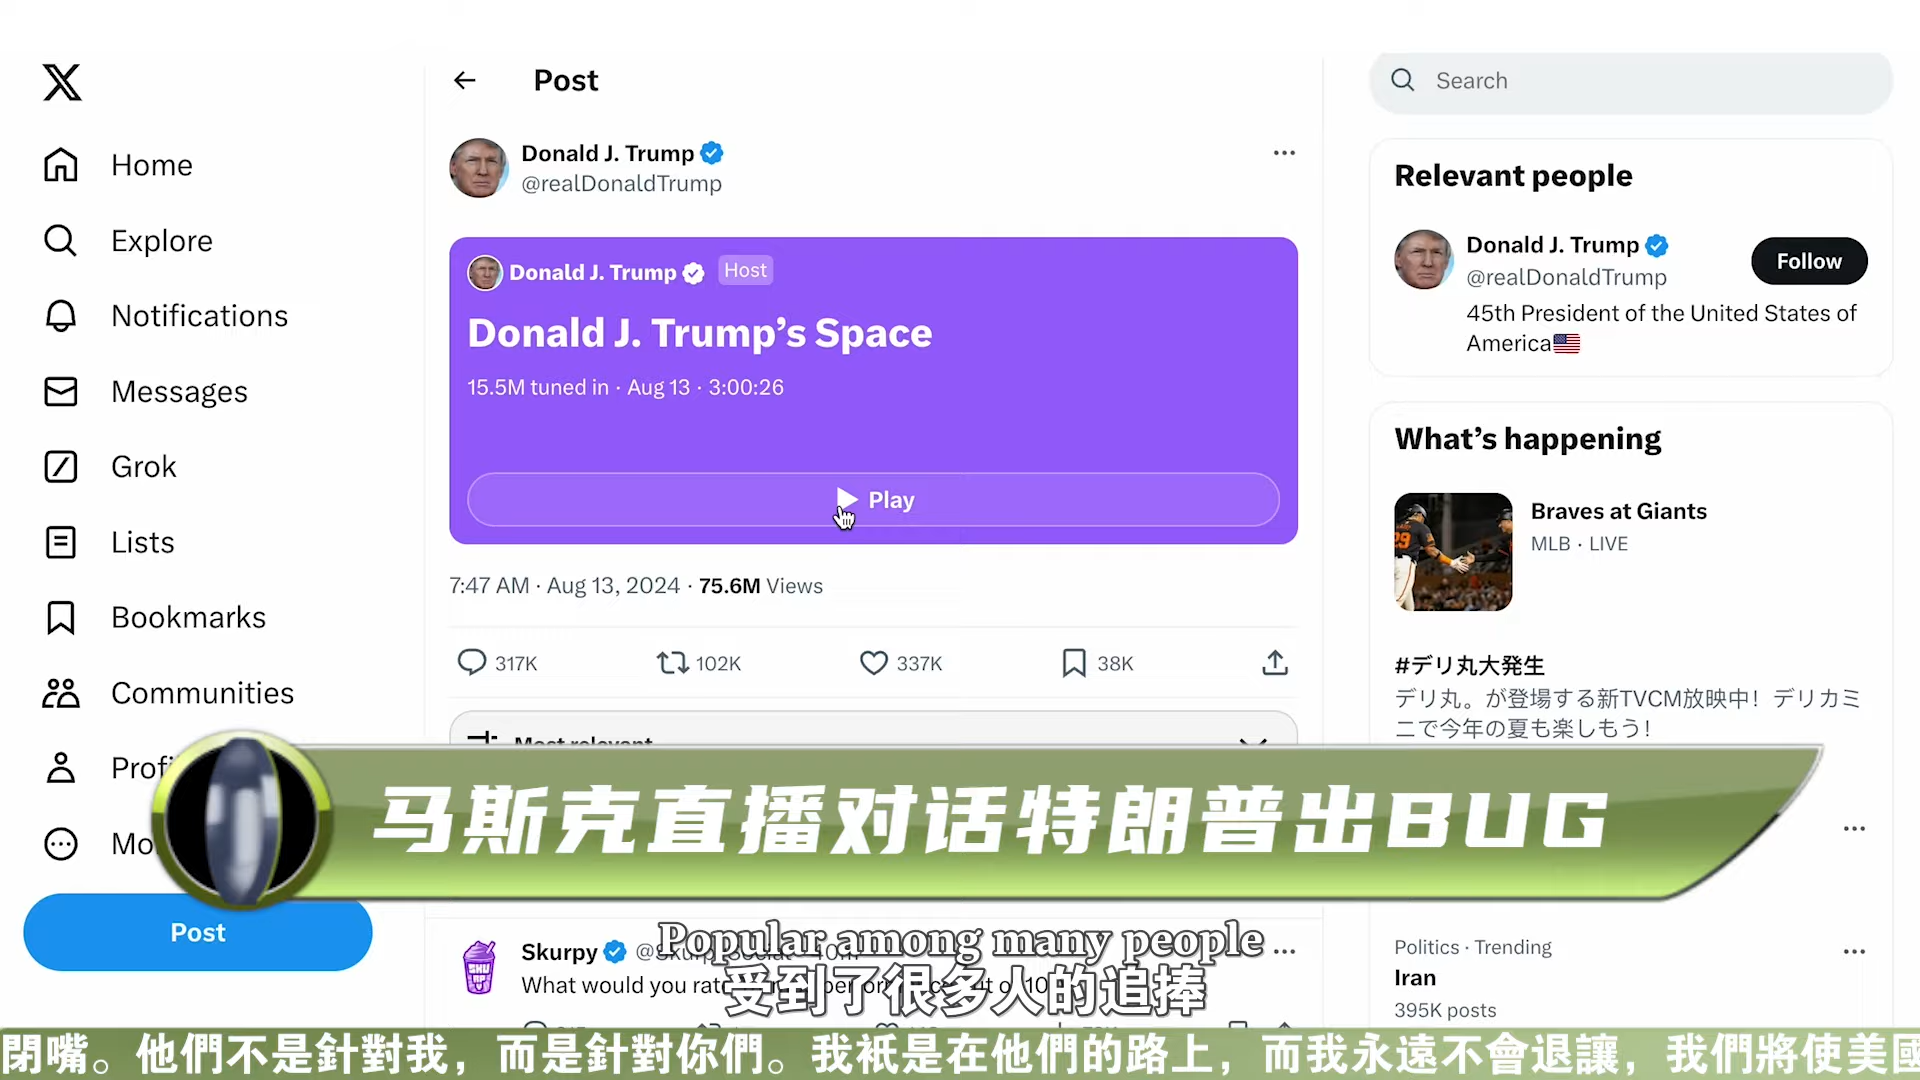 Home
Explore
Notifications
Messages
Grok
Lists
Bookmarks
Communities
Post
Post
Donald J. Trump
@realDonaldTrump
Donald J. Trump Host
Donald J. Trump’s Space
15.5M tuned in · Aug 13 · 3:00:26
Play
7:47 AM · Aug 13, 2024 · 75.6M Views
317K 102K 337K 38K
Most relevant
Skurpy
What would you rat
Search
Relevant people
Donald J. Trump
@realDonaldTrump
Follow
45th President of the United States of
America
What’s happening
Braves at Giants
MLB · LIVE
#デリ丸大発生
デリ丸。が登場する新TVCM放映中！デリカミ
ニで今年の夏も楽しもう！
Politics · Trending
Iran
395K posts
马斯克直播对话特朗普出BUG
Popular among many people
受到了很多人的追捧
閉嘴。他們不是針對我，而是針對你們。我衹是在他們的路上，而我永遠不會退讓，我們將使美國